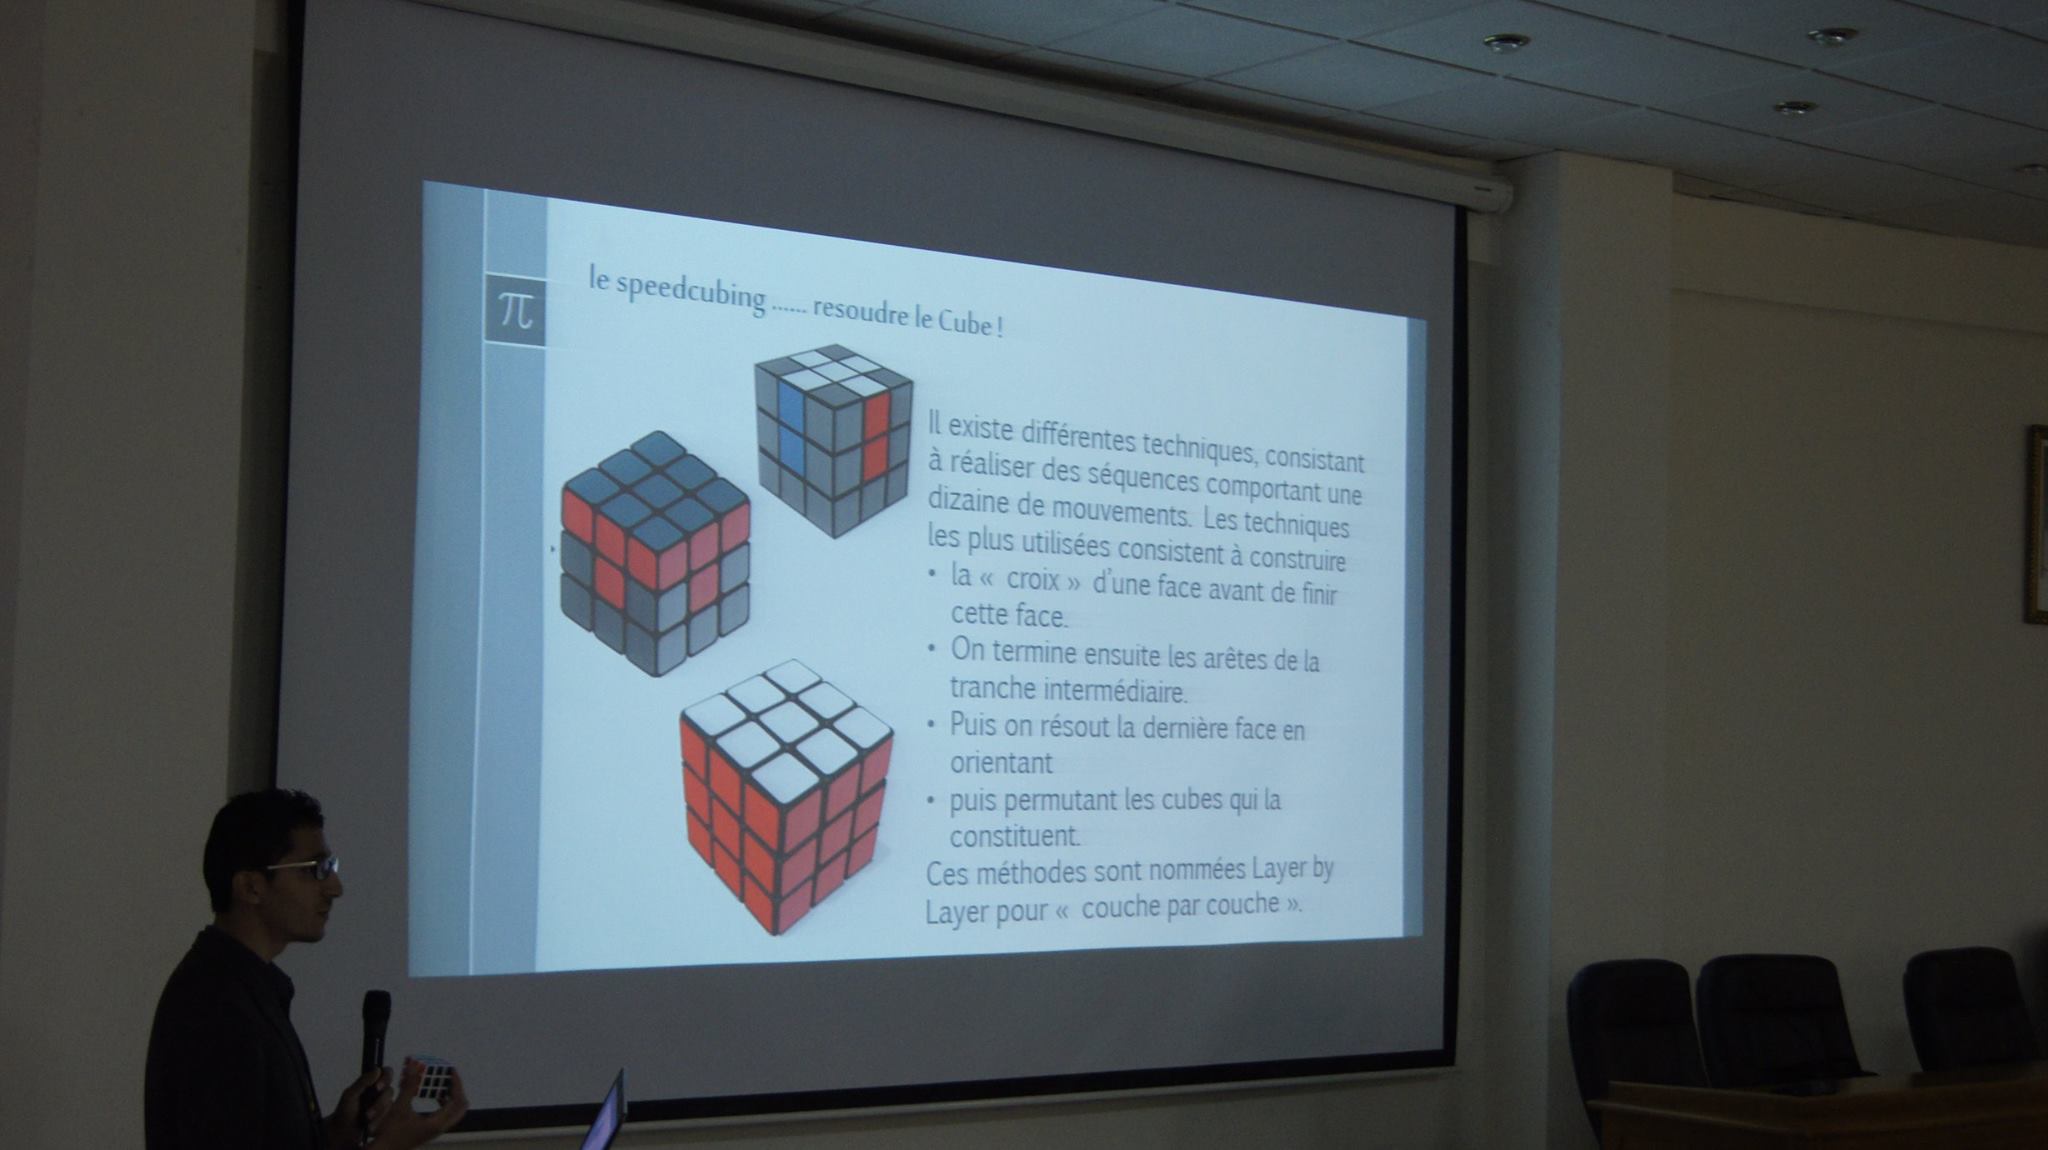 le speedcubing ...... resoudre le Cube !
π
Il existe différentes techniques, consistant
à réaliser des séquences comportant une
dizaine de mouvements. Les techniques
les plus utilisées consistent à construire
• la « croix » d'une face avant de finir
cette face.
• On termine ensuite les arêtes de la
tranche intermédiaire.
• Puis on résout la dernière face en
orientant
• puis permutant les cubes qui la
constituent.
Ces méthodes sont nommées Layer by
Layer pour « couche par couche ».